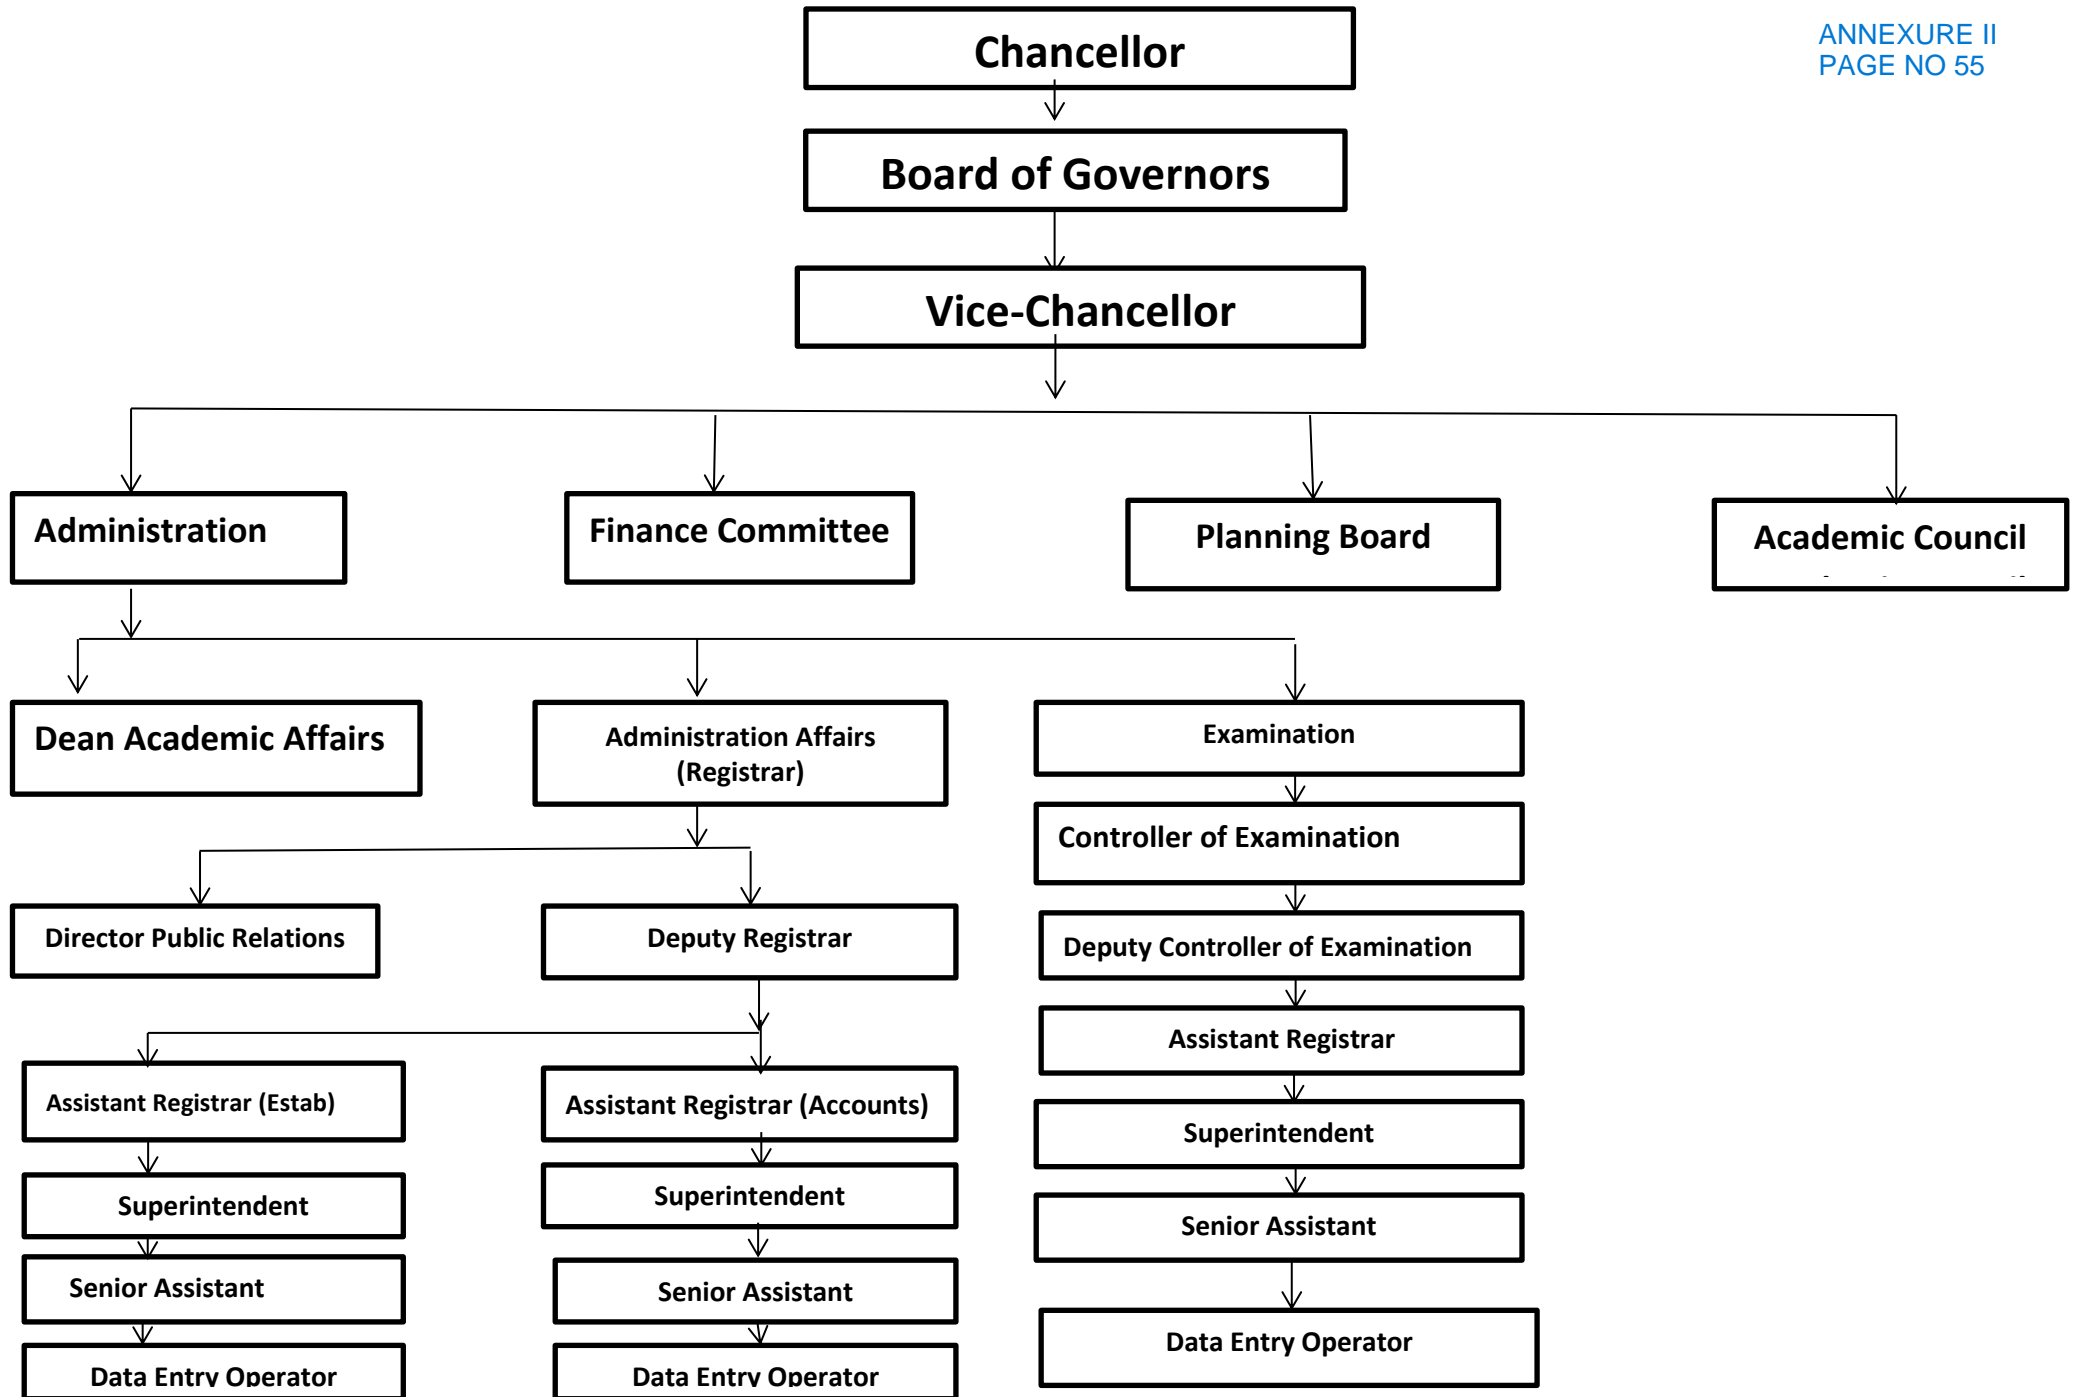 Chancellor
ANNEXURE II
PAGE NO 55
Board of Governors
Vice-Chancellor
Administration
Finance Committee
Planning Board
Academic Council
Dean Academic Affairs
Administration Affairs
(Registrar)
Examination
Controller of Examination
Director Public Relations
Deputy Registrar
Deputy Controller of Examination
Assistant Registrar
Assistant Registrar (Estab)
Assistant Registrar (Accounts)
Superintendent
Superintendent
Superintendent
Senior Assistant
Senior Assistant
Senior Assistant
Data Entry Operator
Data Entry Operator
Data Entry Operator